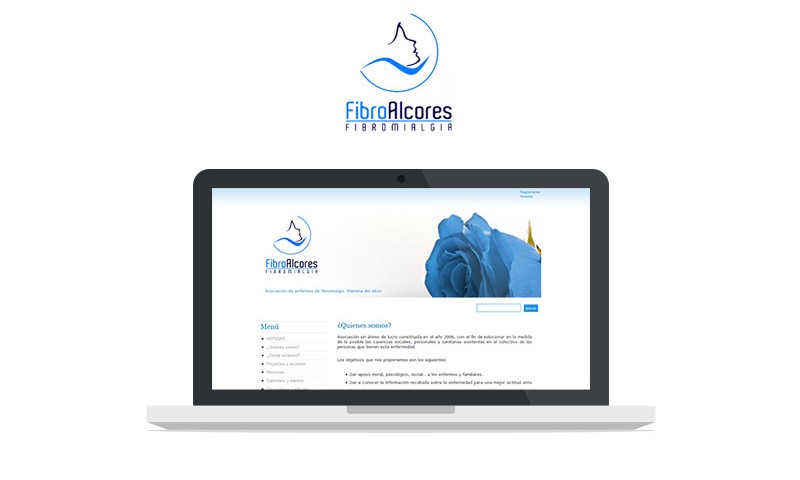 FibroAlcores
FIBROMIALGIA
Registrarse
Acceder
FibroAlcores
FIBROMIALGIA
Asociación de enfermos de fibromialgia. Mairena del Alcor
Buscar
Menú
NOTICIAS
¿Quienes somos?
¿Dónde estamos?
Proyectos y acciones
Recursos
Calendario y eventos
¿Quienes somos?
Asociación sin ánimo de lucro constituida en el año 2006, con el fin de solucionar en la medida
de lo posible las carencias sociales, personales y sanitarias existentes en el colectivo de las
personas que tienen esta enfermedad.
Los objetivos que nos proponemos son los siguientes:
Dar apoyo moral, psicológico, social.. a los enfermos y familiares.
Dar a conocer la información recabada sobre la enfermedad para una mejor actitud ante